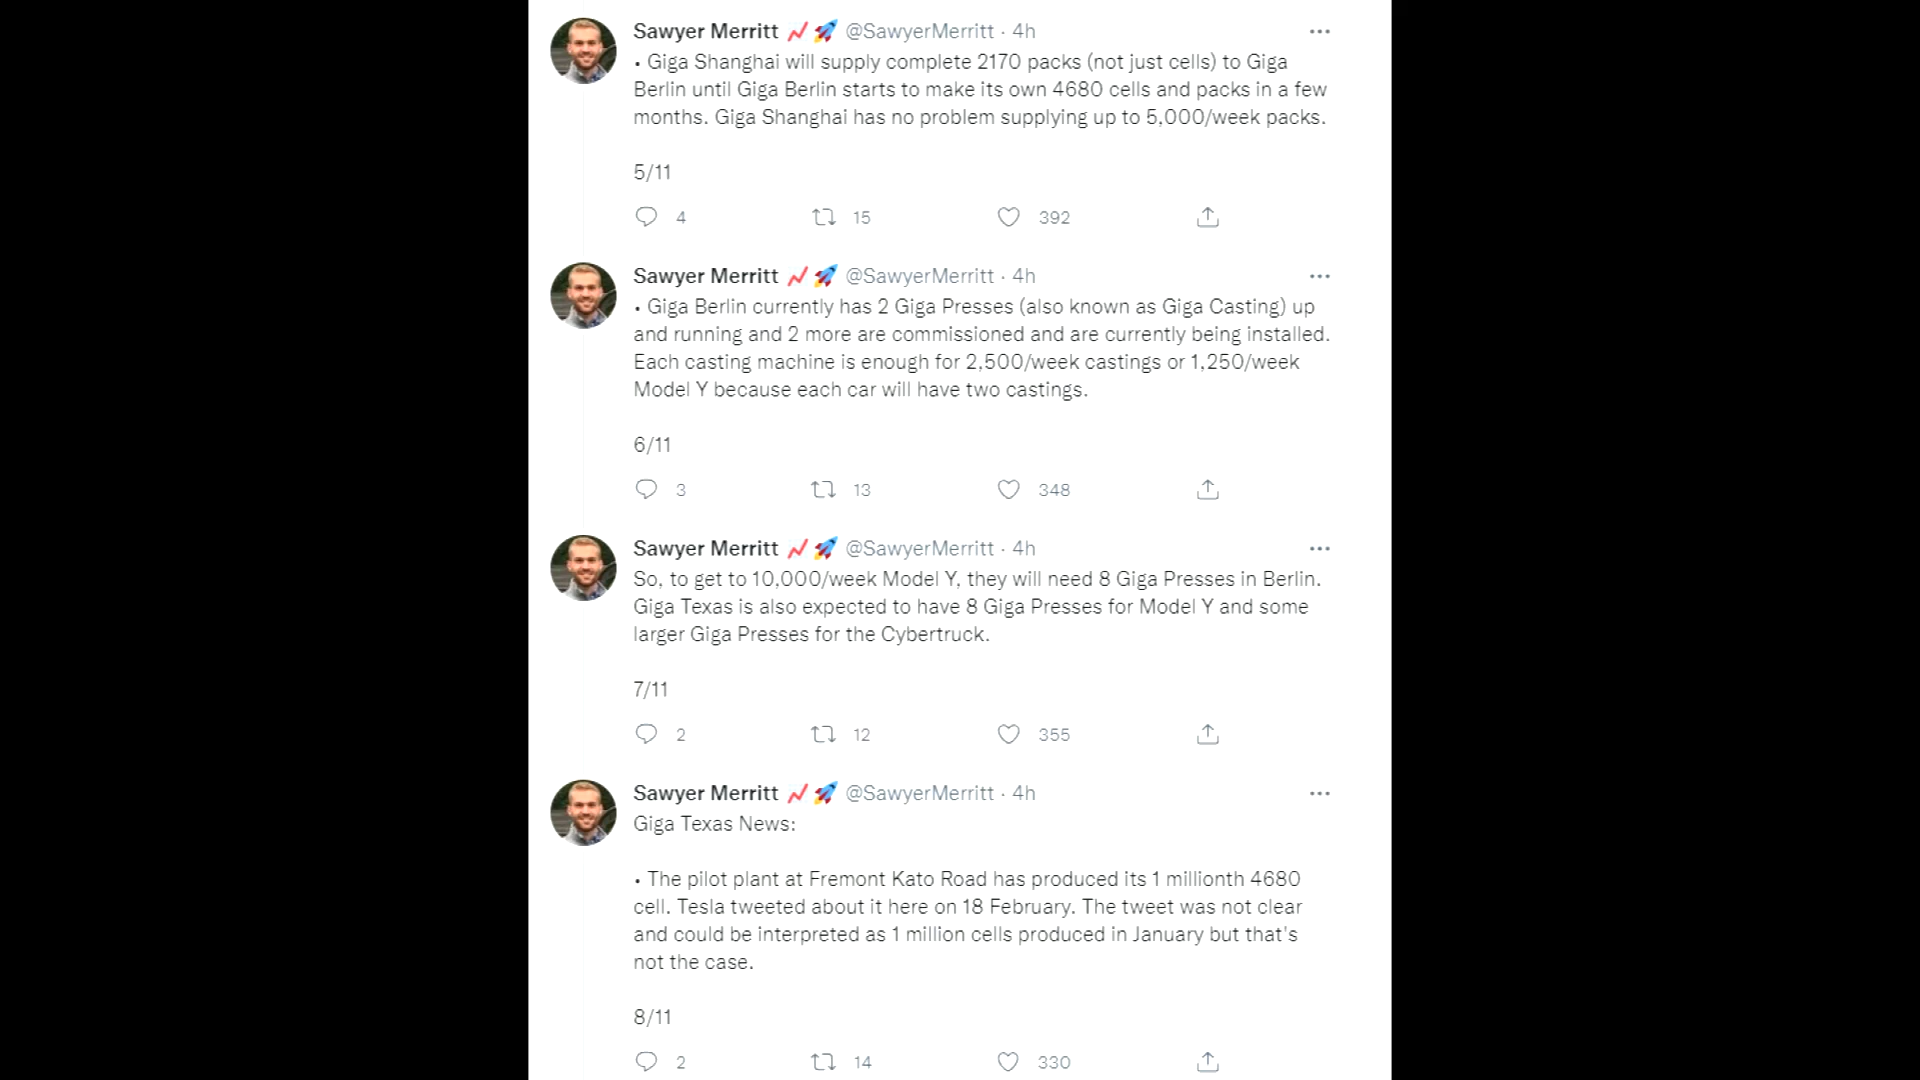 Sawyer Merritt @SawyerMerritt · 4h
• Giga Shanghai will supply complete 2170 packs (not just cells) to Giga
Berlin until Giga Berlin starts to make its own 4680 cells and packs in a few
months. Giga Shanghai has no problem supplying up to 5,000/week packs.
5/11
4 15 392
Sawyer Merritt @SawyerMerritt · 4h
• Giga Berlin currently has 2 Giga Presses (also known as Giga Casting) up
and running and 2 more are commissioned and are currently being installed.
Each casting machine is enough for 2,500/week castings or 1,250/week
Model Y because each car will have two castings.
6/11
3 13 348
Sawyer Merritt @SawyerMerritt · 4h
So, to get to 10,000/week Model Y, they will need 8 Giga Presses in Berlin.
Giga Texas is also expected to have 8 Giga Presses for Model Y and some
larger Giga Presses for the Cybertruck.
7/11
2 12 355
Sawyer Merritt @SawyerMerritt · 4h
Giga Texas News:
• The pilot plant at Fremont Kato Road has produced its 1 millionth 4680
cell. Tesla tweeted about it here on 18 February. The tweet was not clear
and could be interpreted as 1 million cells produced in January but that's
not the case.
8/11
2 14 330